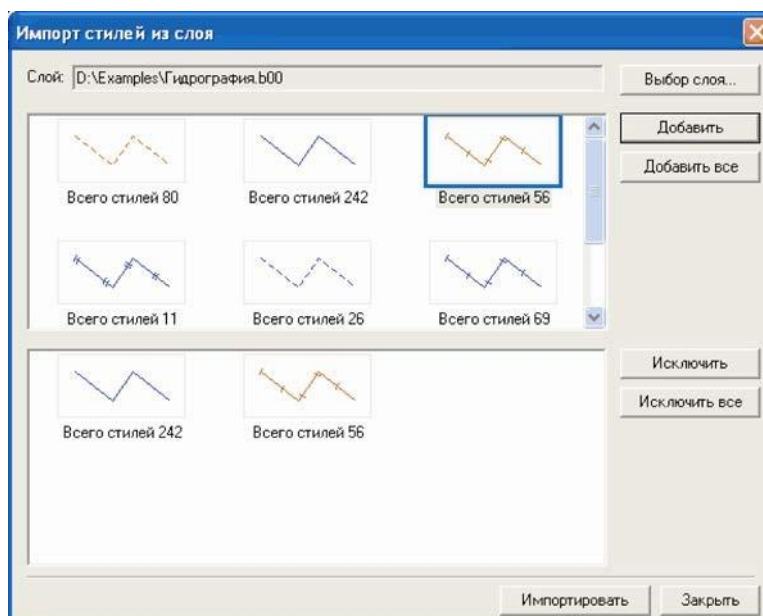 Импорт стилей из слоя
Слой: D:\Examples\Гидрография.b00
Выбор слоя...
Добавить
Добавить все
Всего стилей 80
Всего стилей 242
Всего стилей 56
Всего стилей 11
Всего стилей 26
Всего стилей 69
Исключить
Исключить все
Всего стилей 242
Всего стилей 56
Импортировать
Закрыть